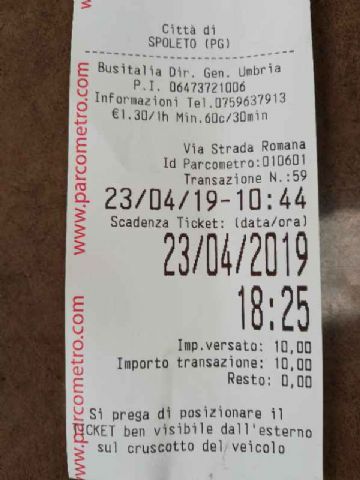 Città di
SPOLETO (PG)
Busitalia Dir. Gen. Umbria
P.I. 06473721006
Informazioni Tel.0759637913
€1.30/1h Min.60c/30min
Via Strada Romana
Id Parcometro:010601
Transazione N.:59
23/04/19-10:44
Scadenza Ticket: (data/ora)
23/04/2019
18:25
Imp.versato: 10,00
Importo transazione: 10,00
Resto: 0,00
Si prega di posizionare il
TICKET ben visibile dall'esterno
sul cruscotto del veicolo
www.parcometro.com
www.parcometro.com